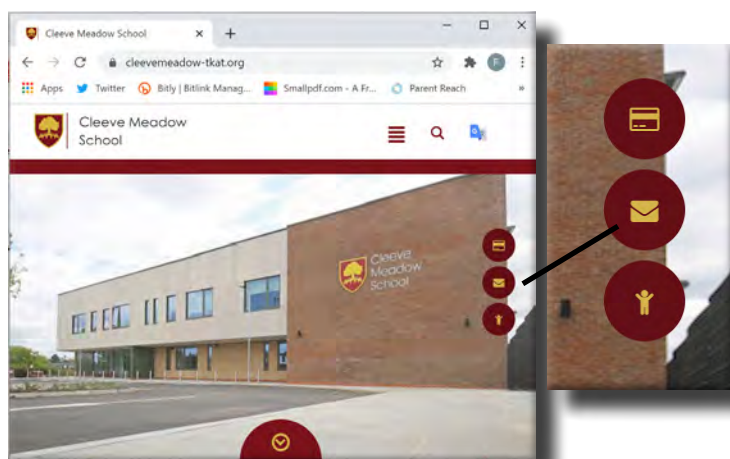 Cleeve Meadow School
cleevemeadow-tkat.org
F
Apps Twitter Bitly | Bitlink Manag... Smallpdf.com - A Fr... Parent Reach »
Cleeve Meadow
School
Cleeve
Meadow
School